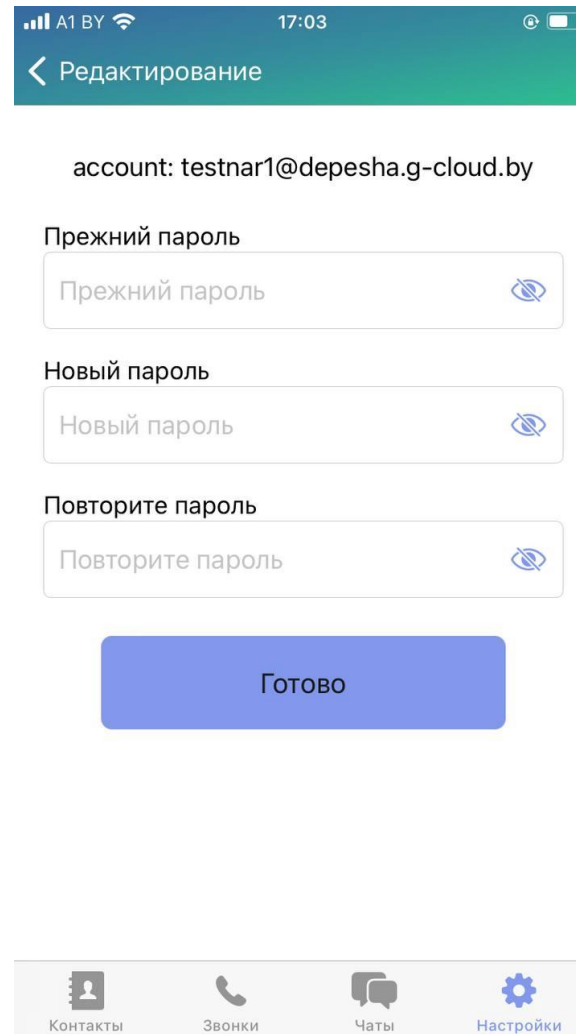 A1 BY 17:03
Редактирование
account: testnar1@depesha.g-cloud.by
Прежний пароль
Прежний пароль
Новый пароль
Новый пароль
Повторите пароль
Повторите пароль
Готово
Контакты Звонки Чаты Настройки